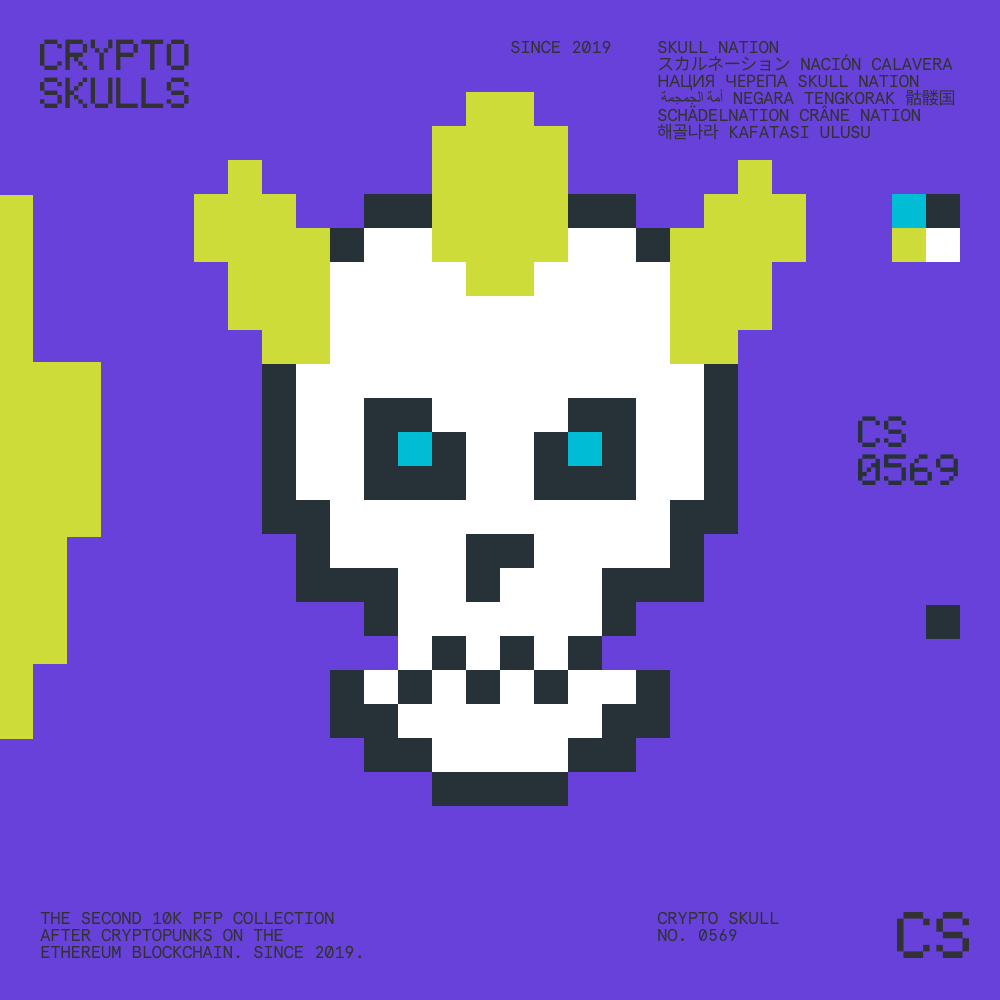 CRYPTO
SKULLS
SINCE 2019
SKULL NATION
スカルネーション NACIÓN CALAVERA
НАЦИЯ ЧЕРЕПА SKULL NATION
أمة الجمجمة NEGARA TENGKORAK 骷髅国
SCHÄDELNATION CRÂNE NATION
해골나라 KAFATASI ULUSU
CS
0569
THE SECOND 10K PFP COLLECTION
AFTER CRYPTOPUNKS ON THE
ETHEREUM BLOCKCHAIN. SINCE 2019.
CRYPTO SKULL
NO. 0569
CS